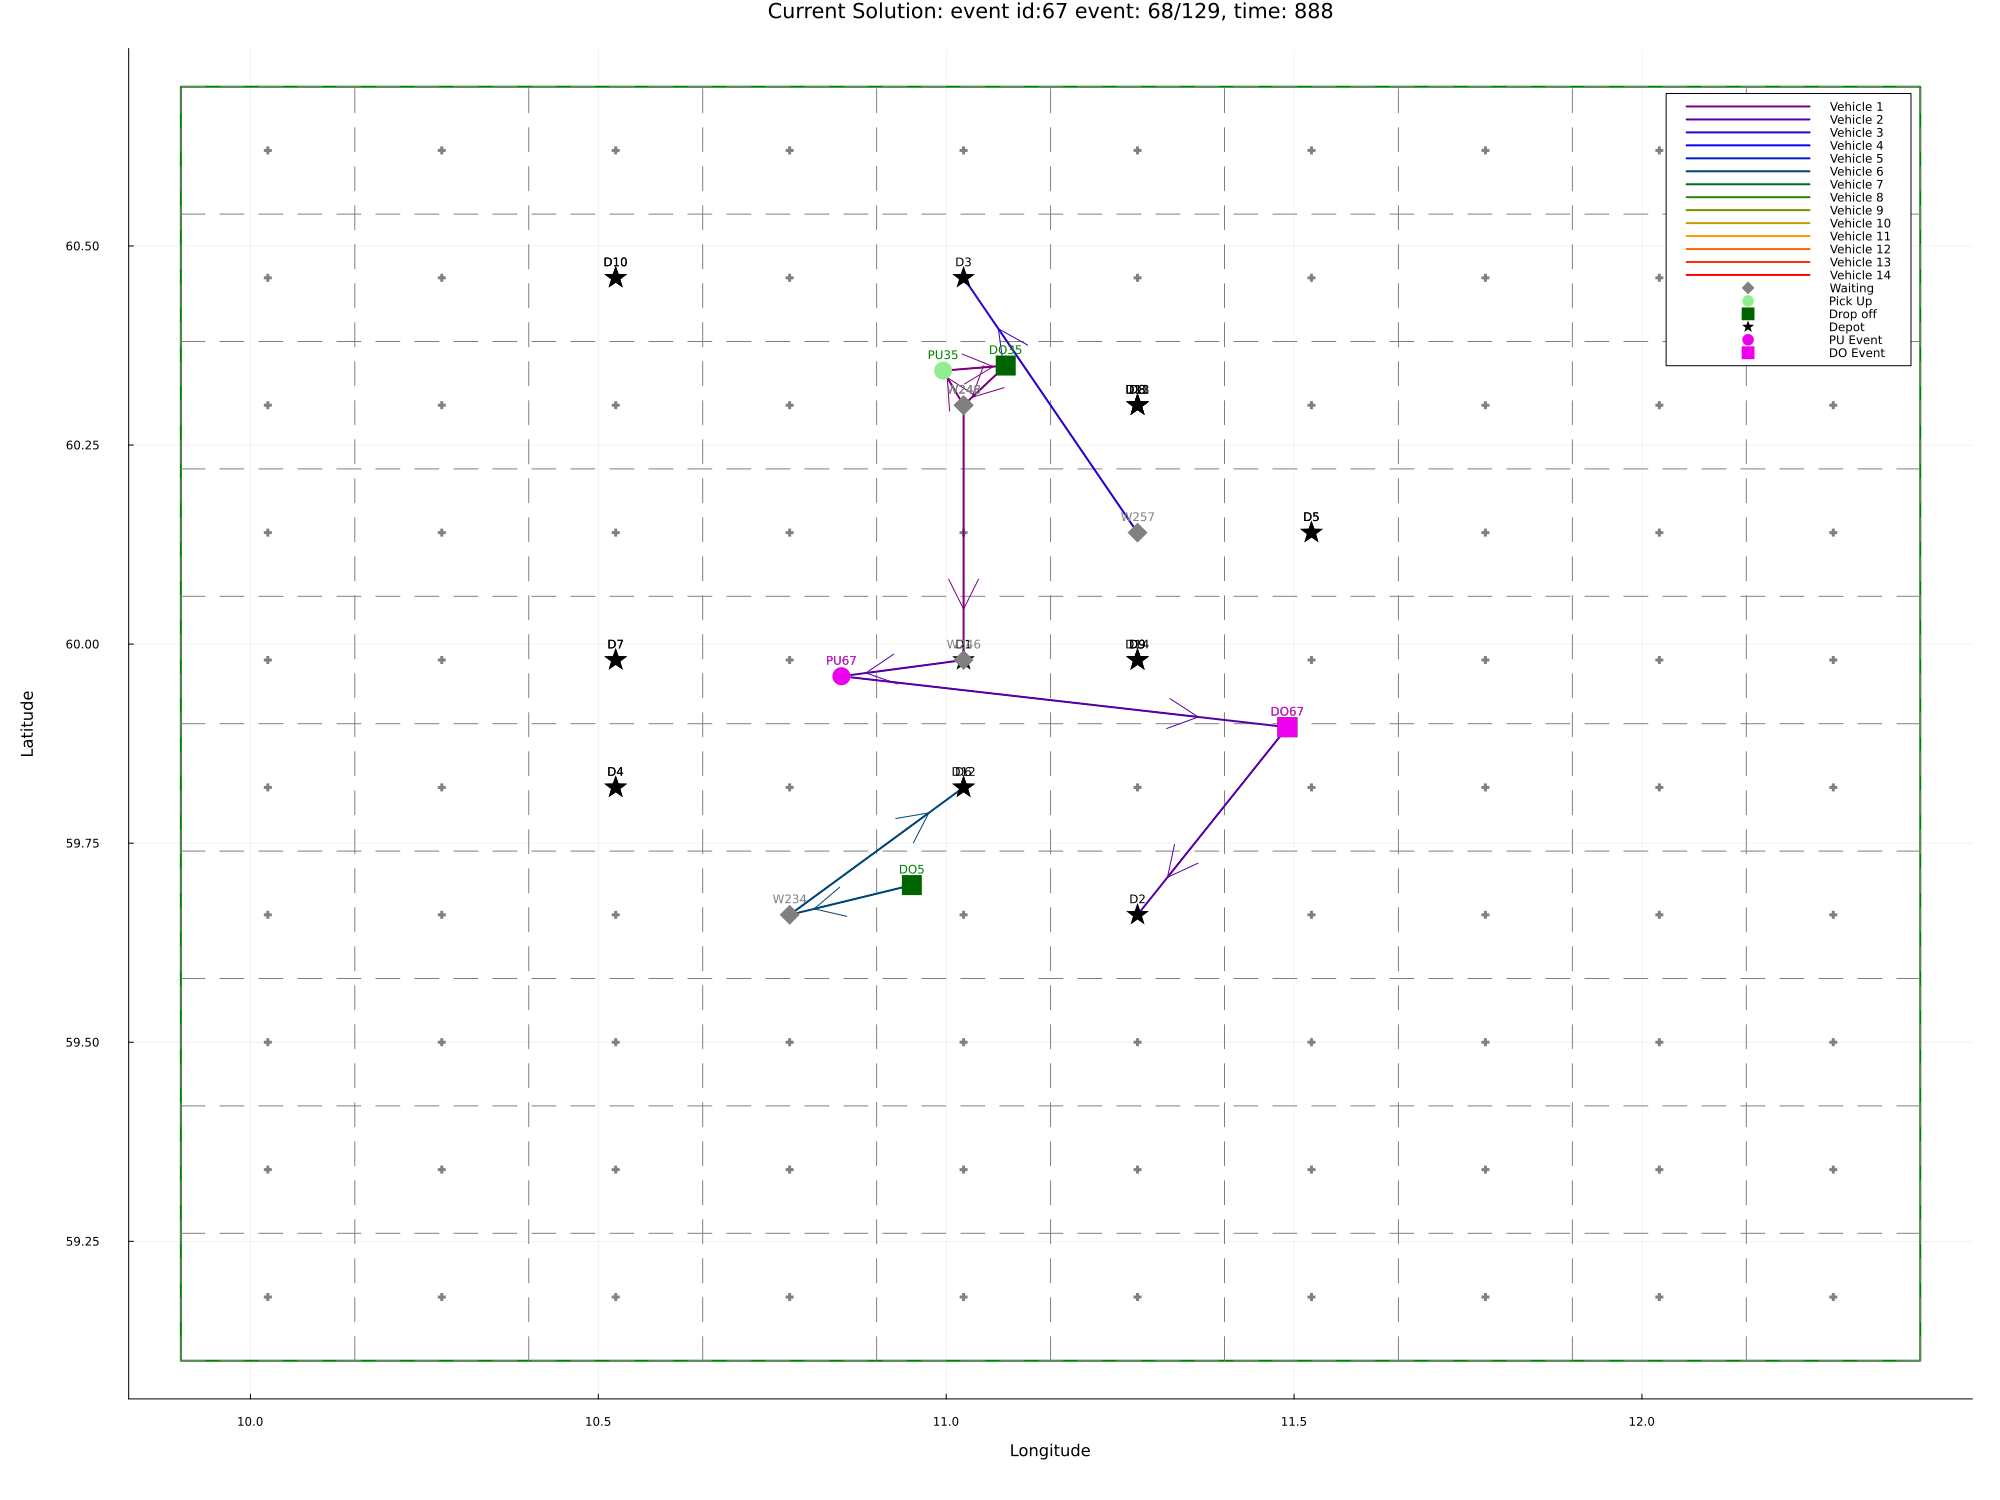 Current Solution: event id:67 event: 68/129, time: 888
Vehicle 1
Vehicle 2
Vehicle 3
Vehicle 4
Vehicle 5
Vehicle 6
Vehicle 7
Vehicle 8
Vehicle 9
Vehicle 10
Vehicle 11
Vehicle 12
Vehicle 13
Vehicle 14
Waiting
Pick Up
Drop off
Depot
PU Event
DO Event
60.50
60.25
60.00
59.75
59.50
59.25
Latitude
D10
D3
PU35
DO35
W257
D5
D7
D1
PU67
DO67
D4
DO5
W234
D2
10.0
10.5
11.0
11.5
12.0
Longitude